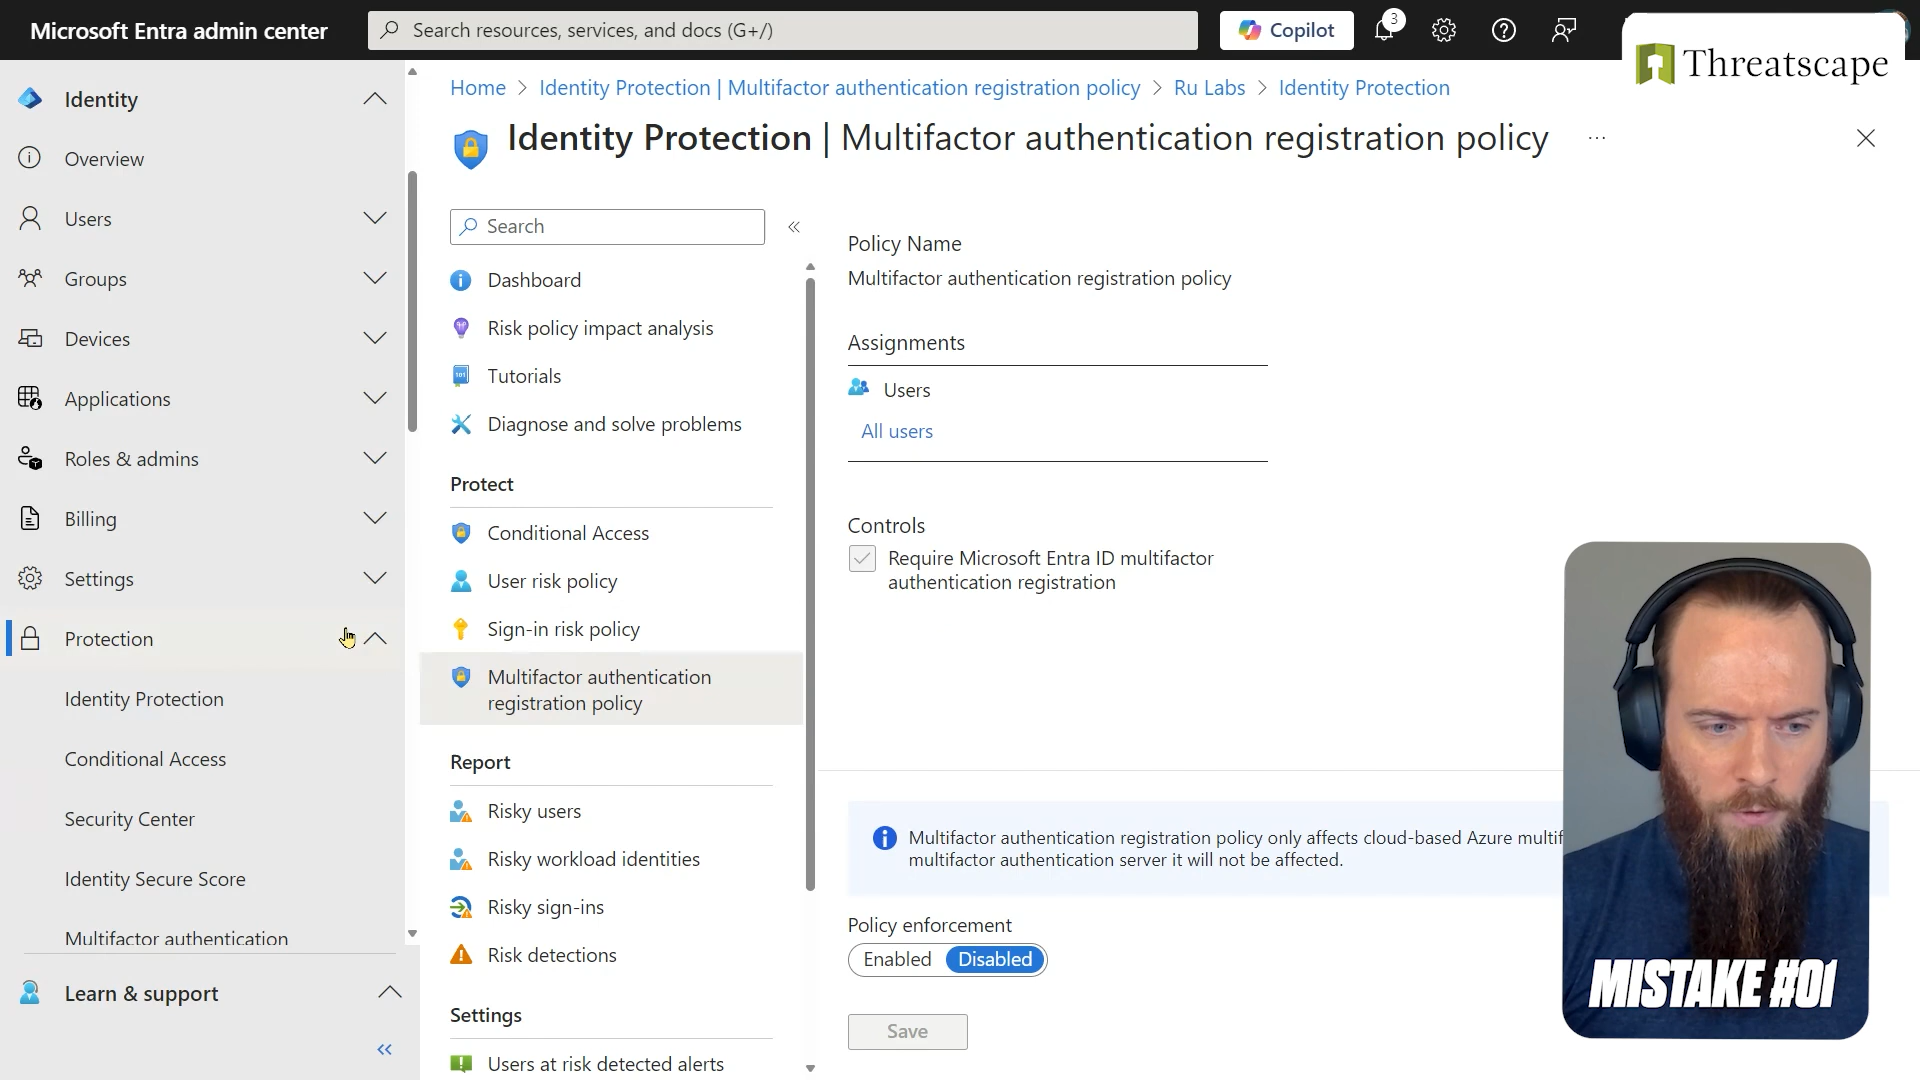 Microsoft Entra admin center
Search resources, services, and docs (G+/)
Copilot
3
Threatscape
Identity
Overview
Users
Groups
Devices
Applications
Roles & admins
Billing
Settings
Protection
Identity Protection
Conditional Access
Security Center
Identity Secure Score
Multifactor authentication
Learn & support
Home > Identity Protection | Multifactor authentication registration policy > Ru Labs > Identity Protection
Identity Protection | Multifactor authentication registration policy ...
Search
Dashboard
Risk policy impact analysis
101
Tutorials
Diagnose and solve problems
Protect
Conditional Access
User risk policy
Sign-in risk policy
Multifactor authentication
registration policy
Report
Risky users
Risky workload identities
Risky sign-ins
Risk detections
Settings
Users at risk detected alerts
Policy Name
Multifactor authentication registration policy
Assignments
Users
All users
Controls
Require Microsoft Entra ID multifactor
authentication registration
Multifactor authentication registration policy only affects cloud-based Azure multif
multifactor authentication server it will not be affected.
Policy enforcement
Enabled Disabled
Save
MISTAKE #01